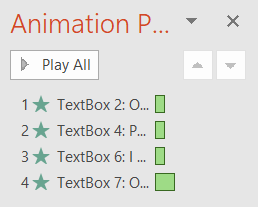 Animation P...
Play All
1 TextBox 2: O...
2 TextBox 4: P...
3 TextBox 6: I ...
4 TextBox 7: O...